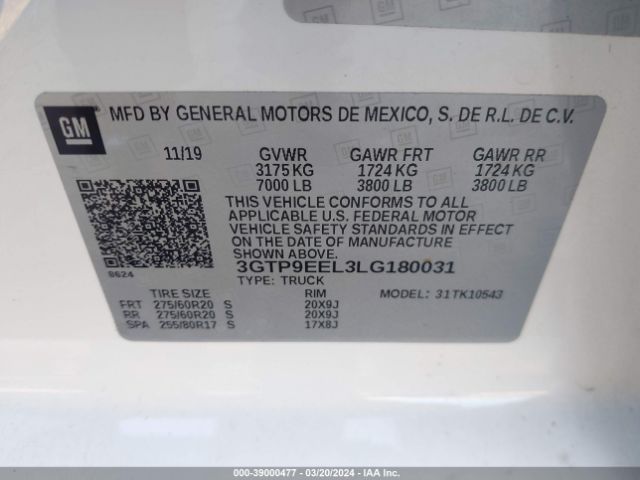 GM
MFD BY GENERAL MOTORS DE MEXICO, S. DE R.L. DE C.V.
11/19 GVWR GAWR FRT GAWR RR
3175 KG 1724 KG 1724 KG
7000 LB 3800 LB 3800 LB
THIS VEHICLE CONFORMS TO ALL
APPLICABLE U.S. FEDERAL MOTOR
VEHICLE SAFETY STANDARDS IN EFFECT
ON THE DATE OF MANUFACTURE
SHOWN ABOVE.
8624
3GTP9EEL3LG180031
TYPE: TRUCK
TIRE SIZE RIM MODEL: 31TK10543
FRT 275/60R20 S 20X9J
RR 275/60R20 S 20X9J
SPA 255/80R17 S 17X8J
000-39000477 — 03/20/2024 — IAA Inc.